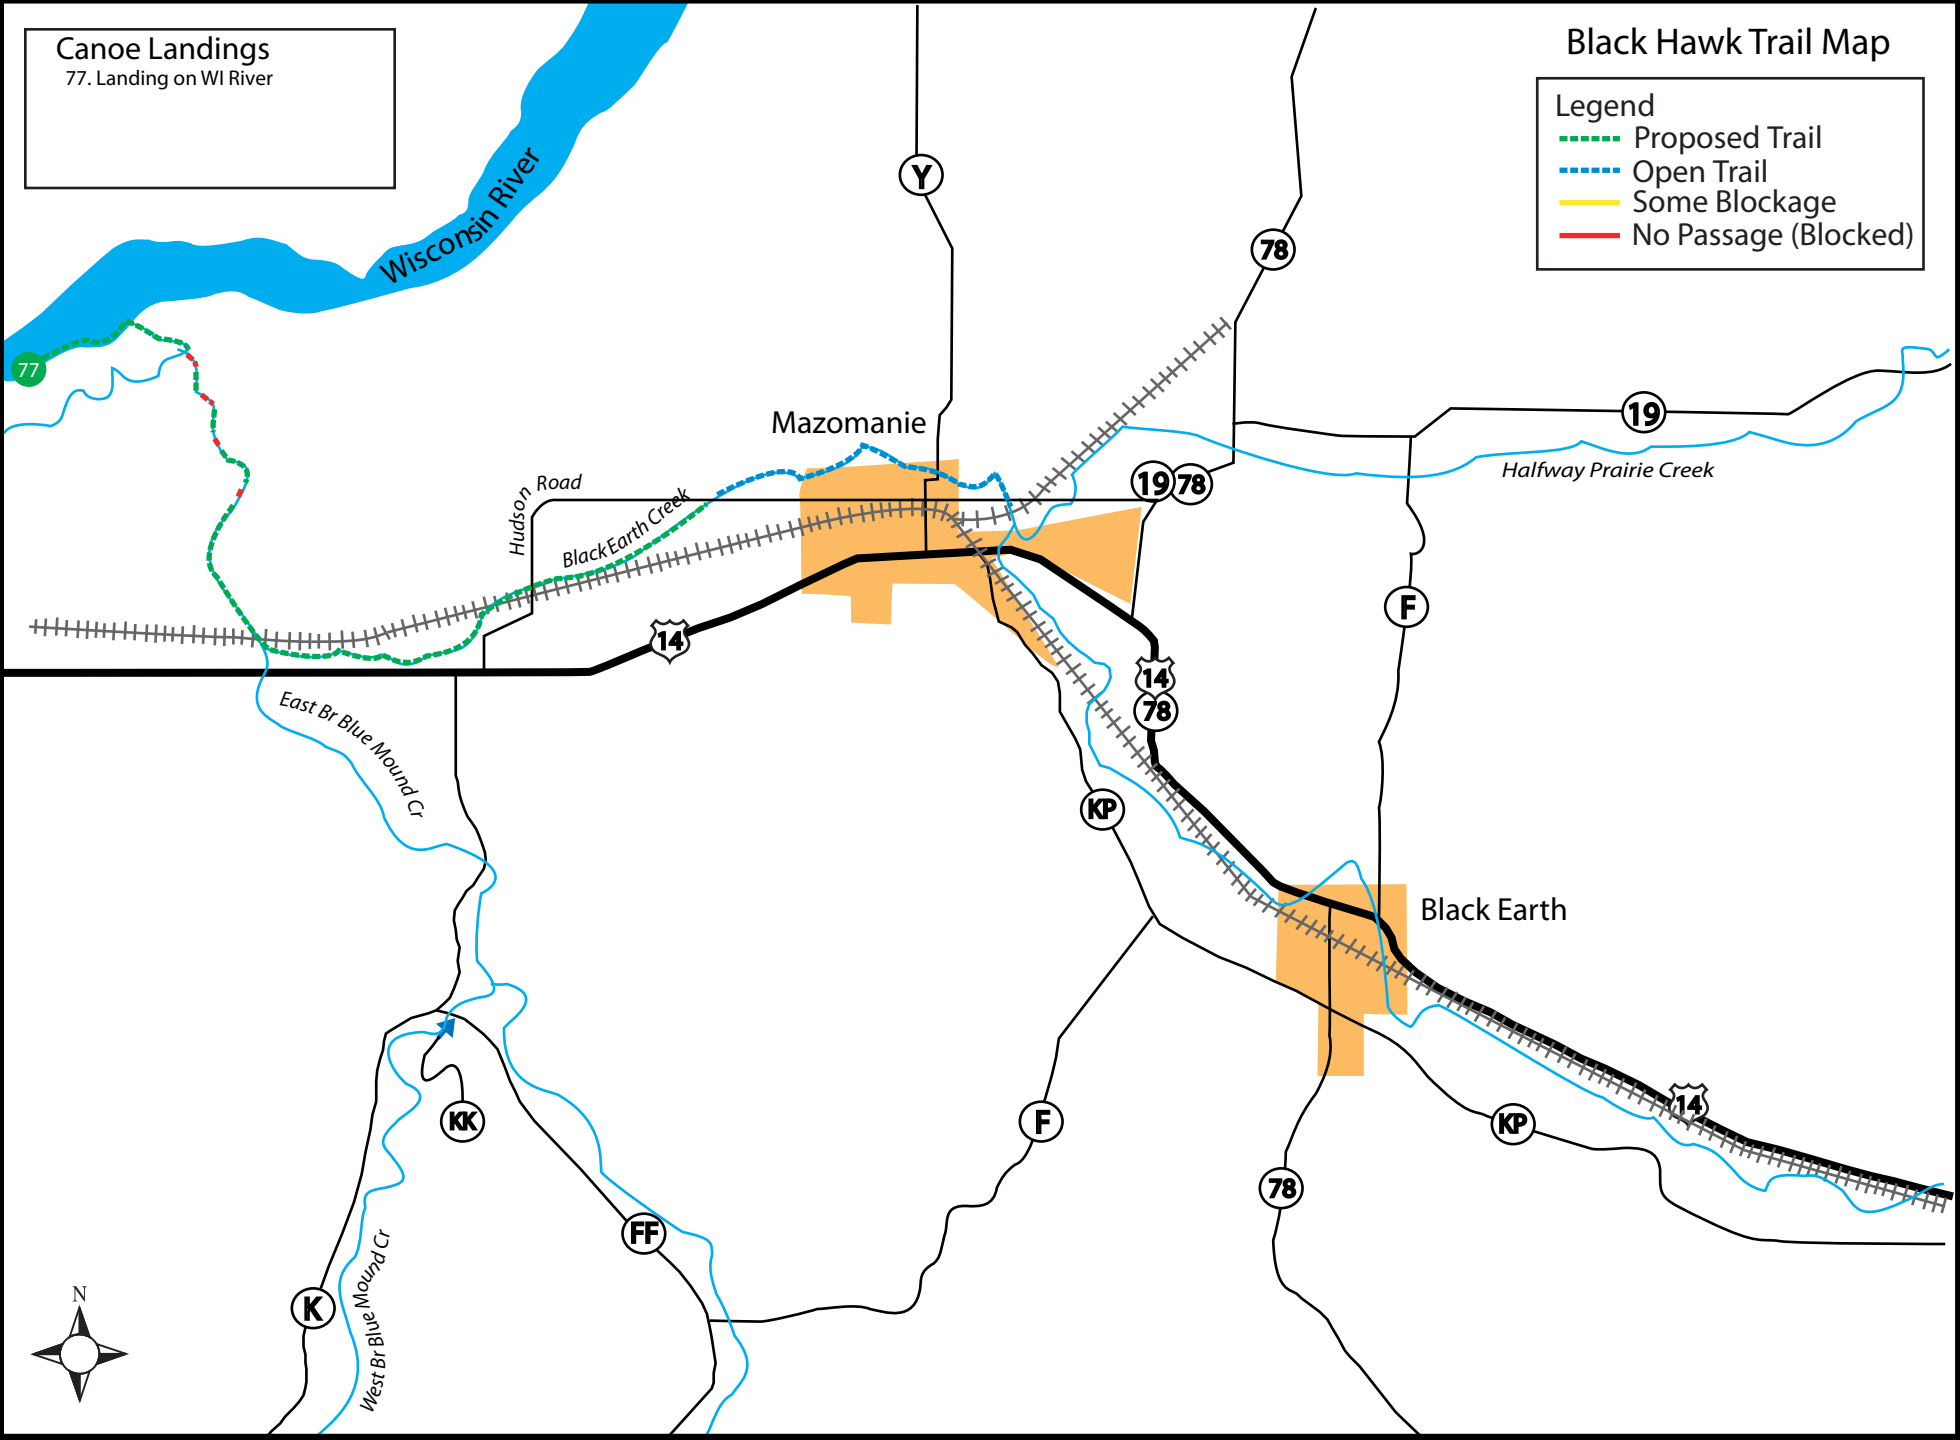 Canoe Landings
77. Landing on WI River
Black Hawk Trail Map
Legend
Proposed Trail
Open Trail
Some Blockage
No Passage (Blocked)
Wisconsin River
Y
78
77
19
Mazomanie
Halfway Prairie Creek
Hudson Road
19
78
Black Earth Creek
F
14
14
78
East Br Blue Mound Cr
KP
Black Earth
14
KK
F
KP
78
FF
K
West Br Blue Mound Cr
N